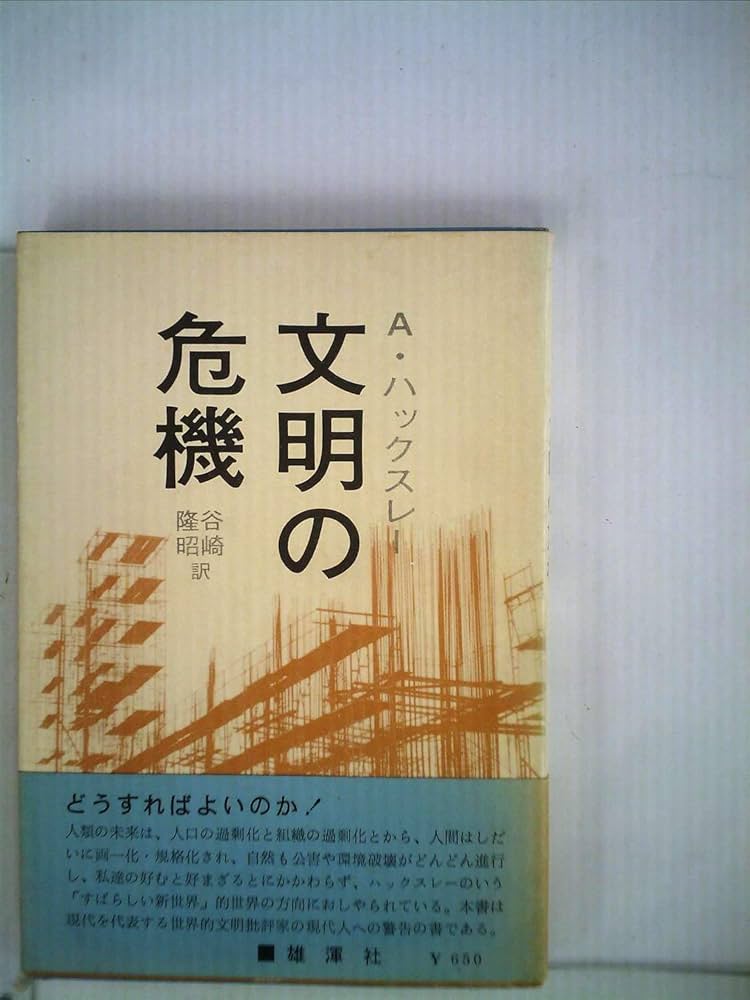 A・ハックスレー
文明の
危機
谷崎
隆昭
訳
どうすればよいのか!
人類の未来は、人口の過剰化と組織の過剰化とから、人間はしだ
いに画一化・規格化され、自然も公害や環境破壊がどんどん進行
し、私達の好むと好まざるとにかかわらず、ハックスレーのいう
「すばらしい新世界」的世界の方向におしやられている。本書は
現代を代表する世界的文明批評家の現代人への警告の書である。
■雄渾社 ¥650